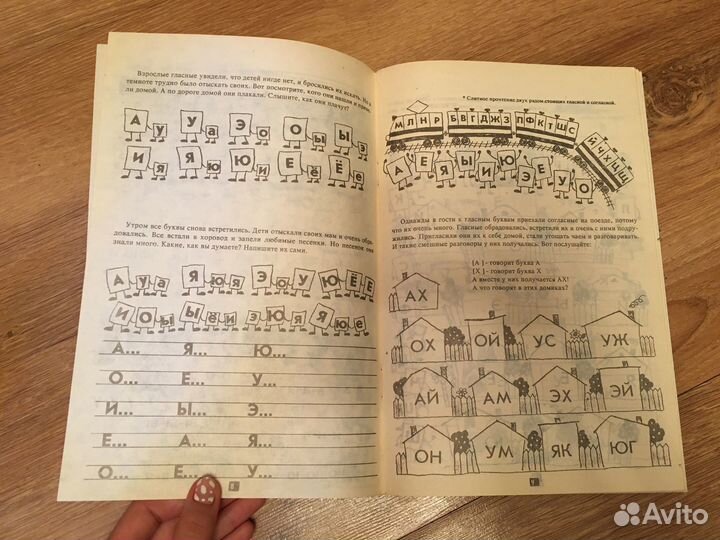 Взрослые гласные увидели, что детей нигде нет, и бросились их искать. Но в
темноте трудно было отыскать своих. Вот посмотрите, кого они нашли и приве-
ли домой. А по дороге домой они плакали? Слышите, как они плачут?
А у У а Э о О ы Ы э
И я Я ю Ю и Е ё Ё е
Утром все буквы снова встретились. Дети отыскали своих мам и очень обра-
довались. Все встали в хоровод и запели любимые песенки. Но песенок они
знали много. Какие, как вы думаете? Напишите их сами.
А... Я... Ю...
О... Е... У...
И... Ы... Э...
Е... А... Я...
О... Е... У...
* Слитное прочтение двух рядом стоящих гласной и согласной.
МЛНР БВГДЖЗ ПФКТШС ЙЧХЦЩ
А Е Я Ы И Ю Э Ё У О
Однажды в гости к гласным буквам приехали согласные на поезде, потому
что их очень много. Гласные обрадовались, встретили их и очень с ними подру-
жились. Пригласили они их к себе домой, стали угощать чаем и разговаривать.
И такие смешные разговоры у них получались. Вот послушайте:
[А] - говорит буква А
[Х] - говорит буква Х
А вместе у них получается АХ!
А что говорят в этих домиках?
АХ
ОХ ОЙ УС УЖ
АЙ АМ ЭХ ЭЙ
ОН УМ ЯК ЮГ
Avito